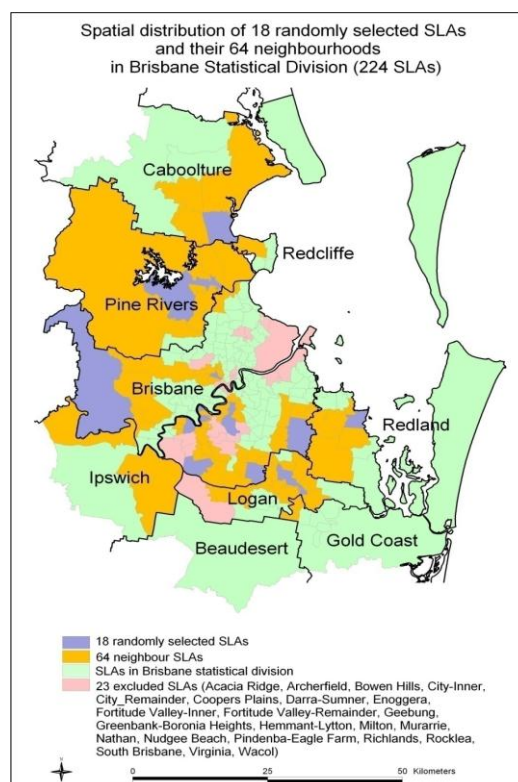 Spatial distribution of 18 randomly selected SLAs
and their 64 neighbourhoods
in Brisbane Statistical Division (224 SLAs)
Caboolture
Redcliffe
Pine Rivers
Brisbane
Redland
Ipswich
Logan
Beaudesert
Gold Coast
18 randomly selected SLAs
64 neighbour SLAs
SLAs in Brisbane statistical division
23 excluded SLAs (Acacia Ridge, Archerfield, Bowen Hills, City-Inner,
City_Remainder, Coopers Plains, Darra-Sumner, Enoggera,
Fortitude Valley-Inner, Fortitude Valley-Remainder, Geebung,
Greenbank-Boronia Heights, Hemmant-Lytton, Milton, Murarrie,
Nathan, Nudgee Beach, Pindenba-Eagle Farm, Richlands, Rocklea,
South Brisbane, Virginia, Wacol)
0 25 50 Kilometers